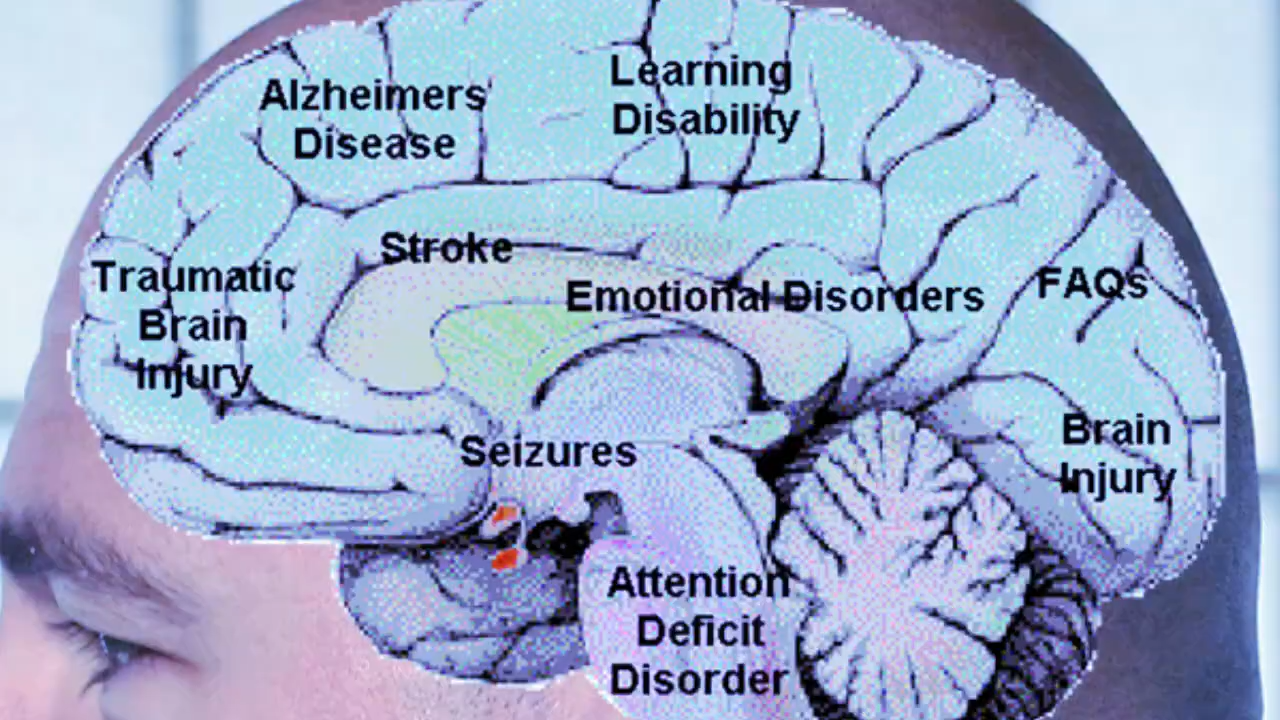 Alzheimers
Disease
Learning
Disability
Stroke
Traumatic
Brain
Injury
Emotional Disorders
FAQs
Seizures
Brain
Injury
Attention
Deficit
Disorder